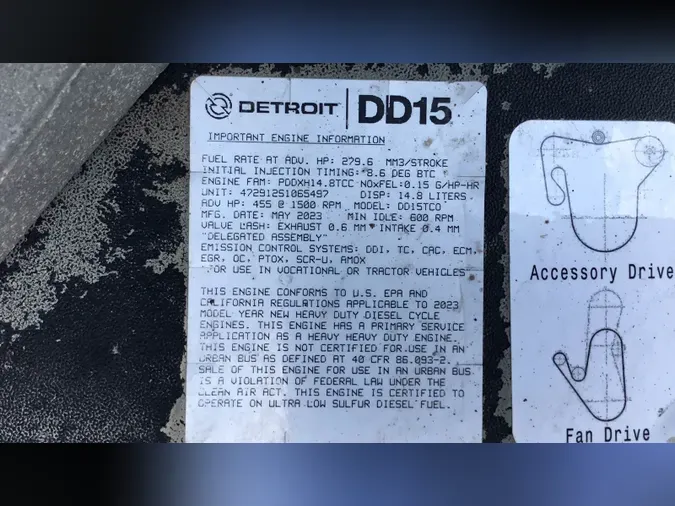 DETROIT DD15
IMPORTANT ENGINE INFORMATION
FUEL RATE AT ADV. HP: 279.6 MM3/STROKE
INITIAL INJECTION TIMING: 8.6 DEG BTC
ENGINE FAM: PDDXH14.8TCC NOxFEL:0.15 G/HP-HR
UNIT: 472912S1065497 DISP: 14.8 LITERS
ADV HP: 455 @ 1500 RPM MODEL: DD15TCO
MFG. DATE: MAY 2023 MIN IDLE: 600 RPM
VALVE LASH: EXHAUST 0.6 MM INTAKE 0.4 MM
"DELEGATED ASSEMBLY"
EMISSION CONTROL SYSTEMS: DDI, TC, CAC, ECM,
EGR, OC, PTOX, SCR-U, AMOX
FOR USE IN VOCATIONAL OR TRACTOR VEHICLES
THIS ENGINE CONFORMS TO U.S. EPA AND
CALIFORNIA REGULATIONS APPLICABLE TO 2023
MODEL YEAR NEW HEAVY DUTY DIESEL CYCLE
ENGINES. THIS ENGINE HAS A PRIMARY SERVICE
APPLICATION AS A HEAVY HEAVY DUTY ENGINE.
THIS ENGINE IS NOT CERTIFIED FOR USE IN AN
URBAN BUS AS DEFINED AT 40 CFR 86.093-2.
SALE OF THIS ENGINE FOR USE IN AN URBAN BUS
IS A VIOLATION OF FEDERAL LAW UNDER THE
CLEAN AIR ACT. THIS ENGINE IS CERTIFIED TO
OPERATE ON ULTRA LOW SULFUR DIESEL FUEL.
Accessory Drive
Fan Drive